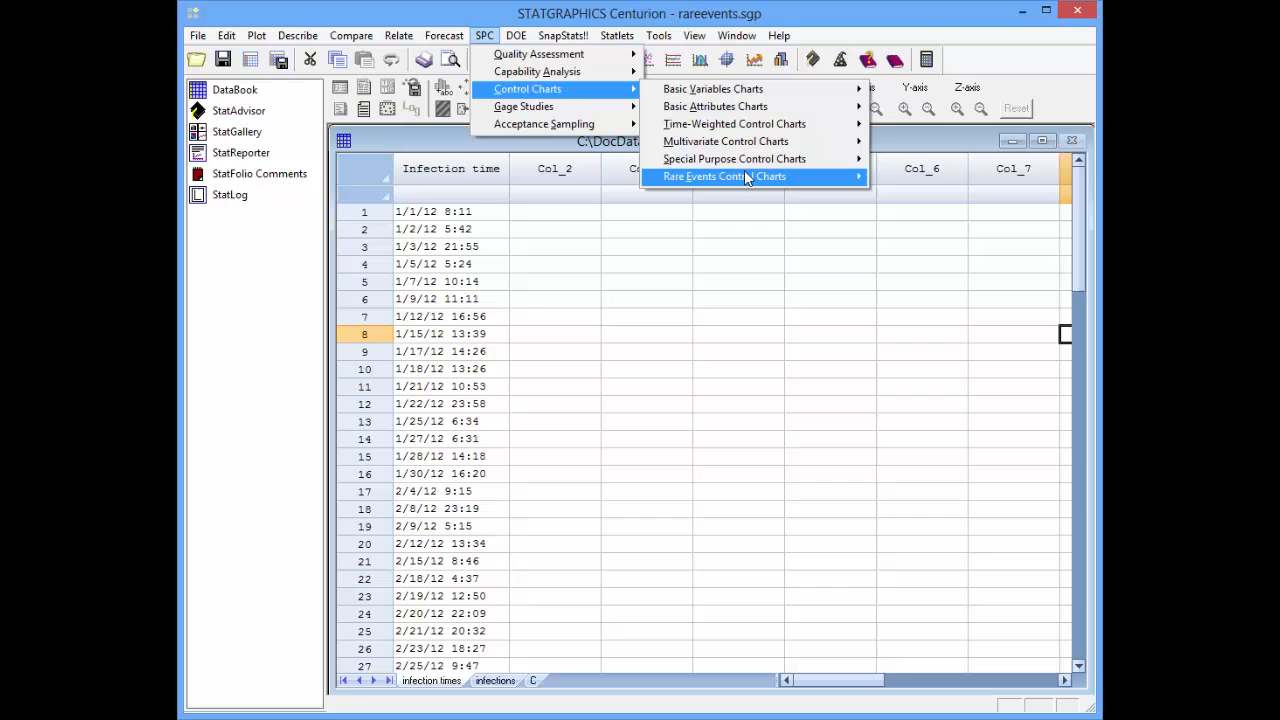 STATGRAPHICS Centurion - rareevents.sgp
File Edit Plot Describe Compare Relate Forecast SPC DOE SnapStats!! Statlets Tools View Window Help
Quality Assessment
Capability Analysis
Control Charts
Gage Studies
Acceptance Sampling
Basic Variables Charts
Basic Attributes Charts
Time-Weighted Control Charts
Multivariate Control Charts
Special Purpose Control Charts
Rare Events Control Charts
Y-axis Z-axis
Log
Reset
DataBook
StatAdvisor
StatGallery
StatReporter
StatFolio Comments
StatLog
C:\DocData
Infection time Col_2 Col_6 Col_7
1 1/1/12 8:11
2 1/2/12 5:42
3 1/3/12 21:55
4 1/5/12 5:24
5 1/7/12 10:14
6 1/9/12 11:11
7 1/12/12 16:56
8 1/15/12 13:39
9 1/17/12 14:26
10 1/18/12 13:26
11 1/21/12 10:53
12 1/22/12 23:58
13 1/25/12 6:34
14 1/27/12 6:31
15 1/28/12 14:18
16 1/30/12 16:20
17 2/4/12 9:15
18 2/8/12 23:19
19 2/9/12 5:15
20 2/12/12 13:34
21 2/15/12 8:46
22 2/18/12 4:37
23 2/19/12 12:50
24 2/20/12 22:09
25 2/21/12 20:32
26 2/23/12 18:27
27 2/25/12 9:47
infection times infections C